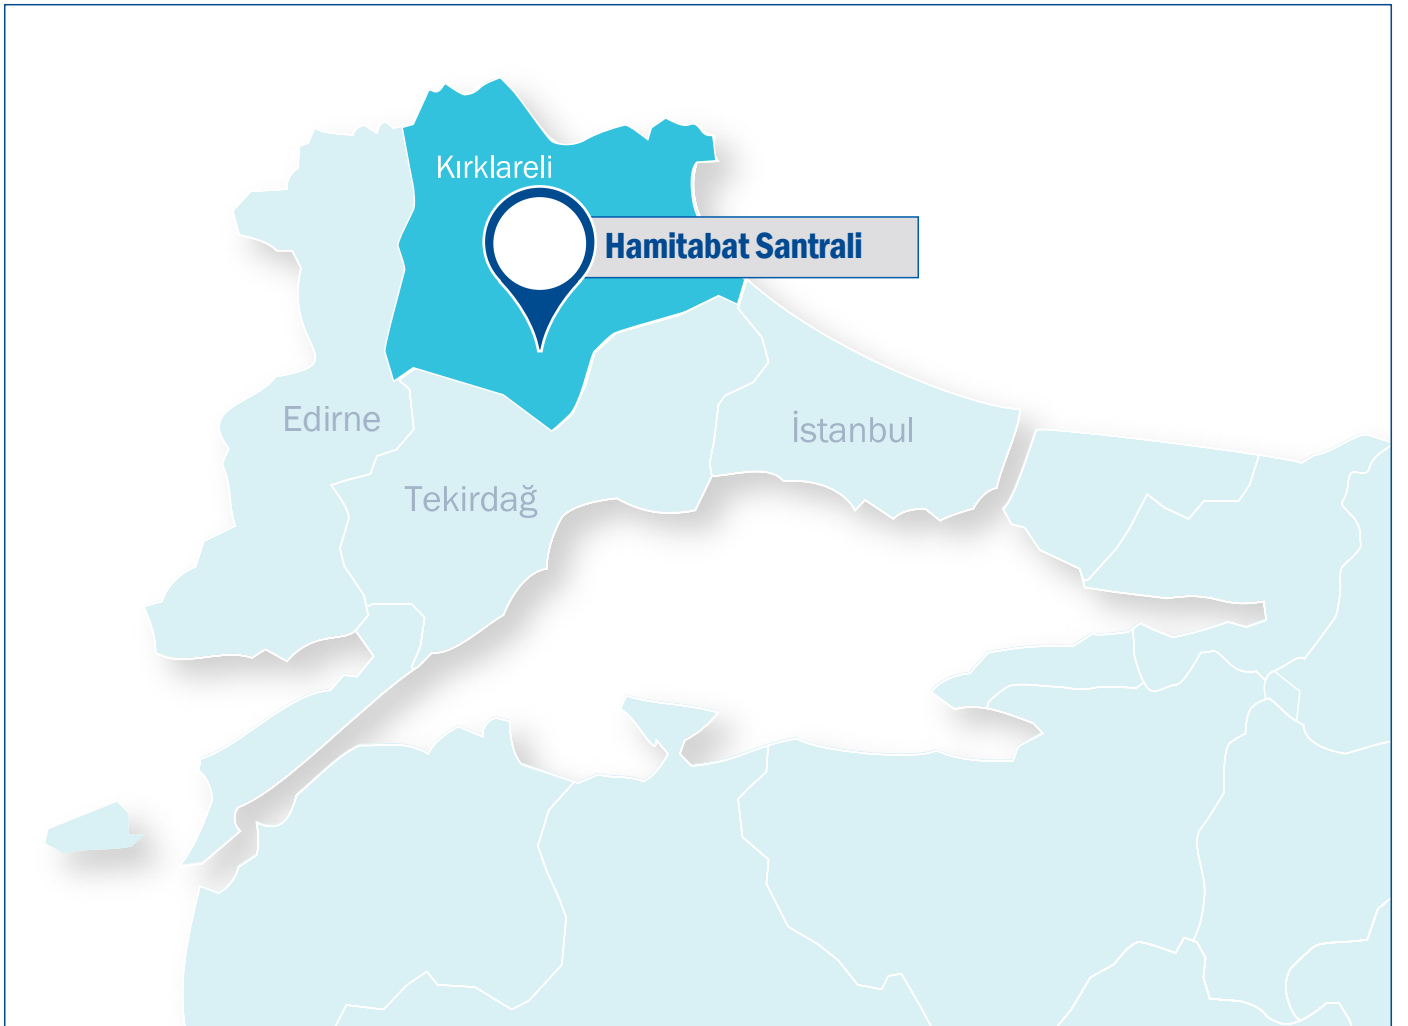 Kırklareli
Hamitabat Santrali
Edirne
İstanbul
Tekirdağ